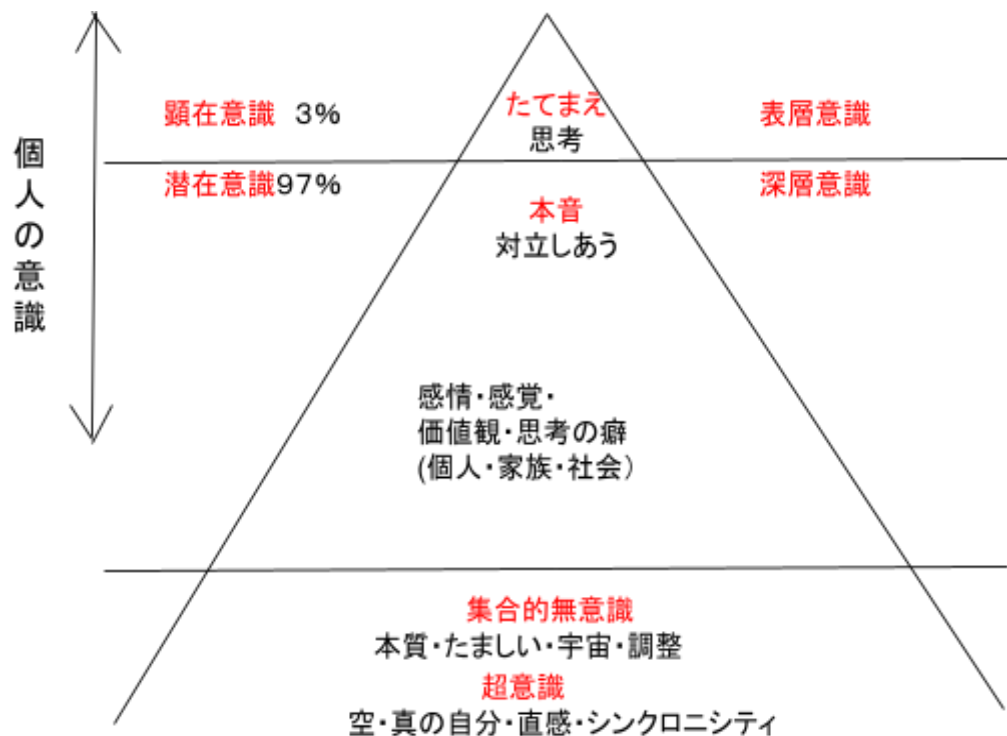 個人の意識
顕在意識 3%
たてまえ
思考
表層意識
潜在意識97%
深層意識
本音
対立しあう
感情・感覚・
価値観・思考の癖
(個人・家族・社会）
集合的無意識
本質・たましい・宇宙・調整
超意識
空・真の自分・直感・シンクロニシティ